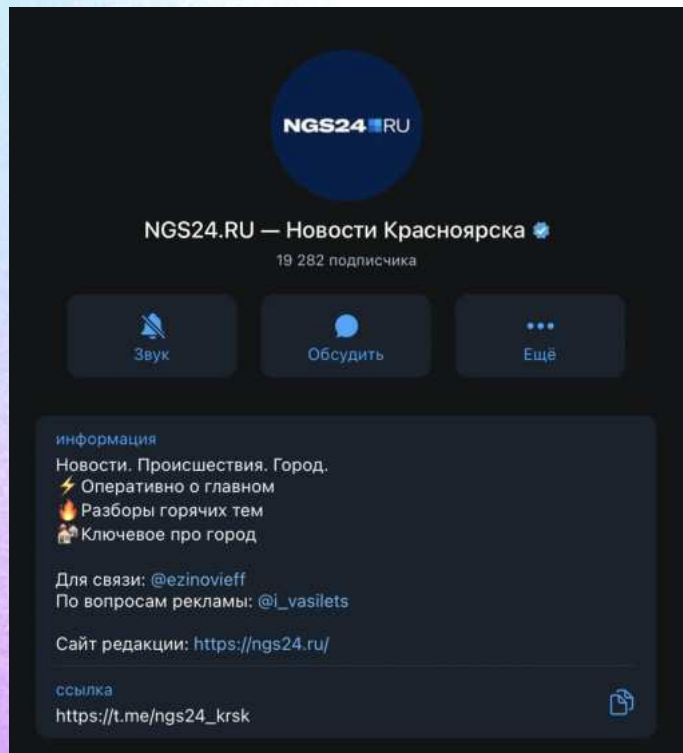 NGS24 RU
NGS24.RU — Новости Красноярска
19 282 подписчика
Звук
Обсудить
Ещё
информация
Новости. Происшествия. Город.
⚡ Оперативно о главном
🔥 Разборы горячих тем
🏘 Ключевое про город
Для связи: @ezinovieff
По вопросам рекламы: @i_vasilets
Сайт редакции: https://ngs24.ru/
ссылка
https://t.me/ngs24_krsk